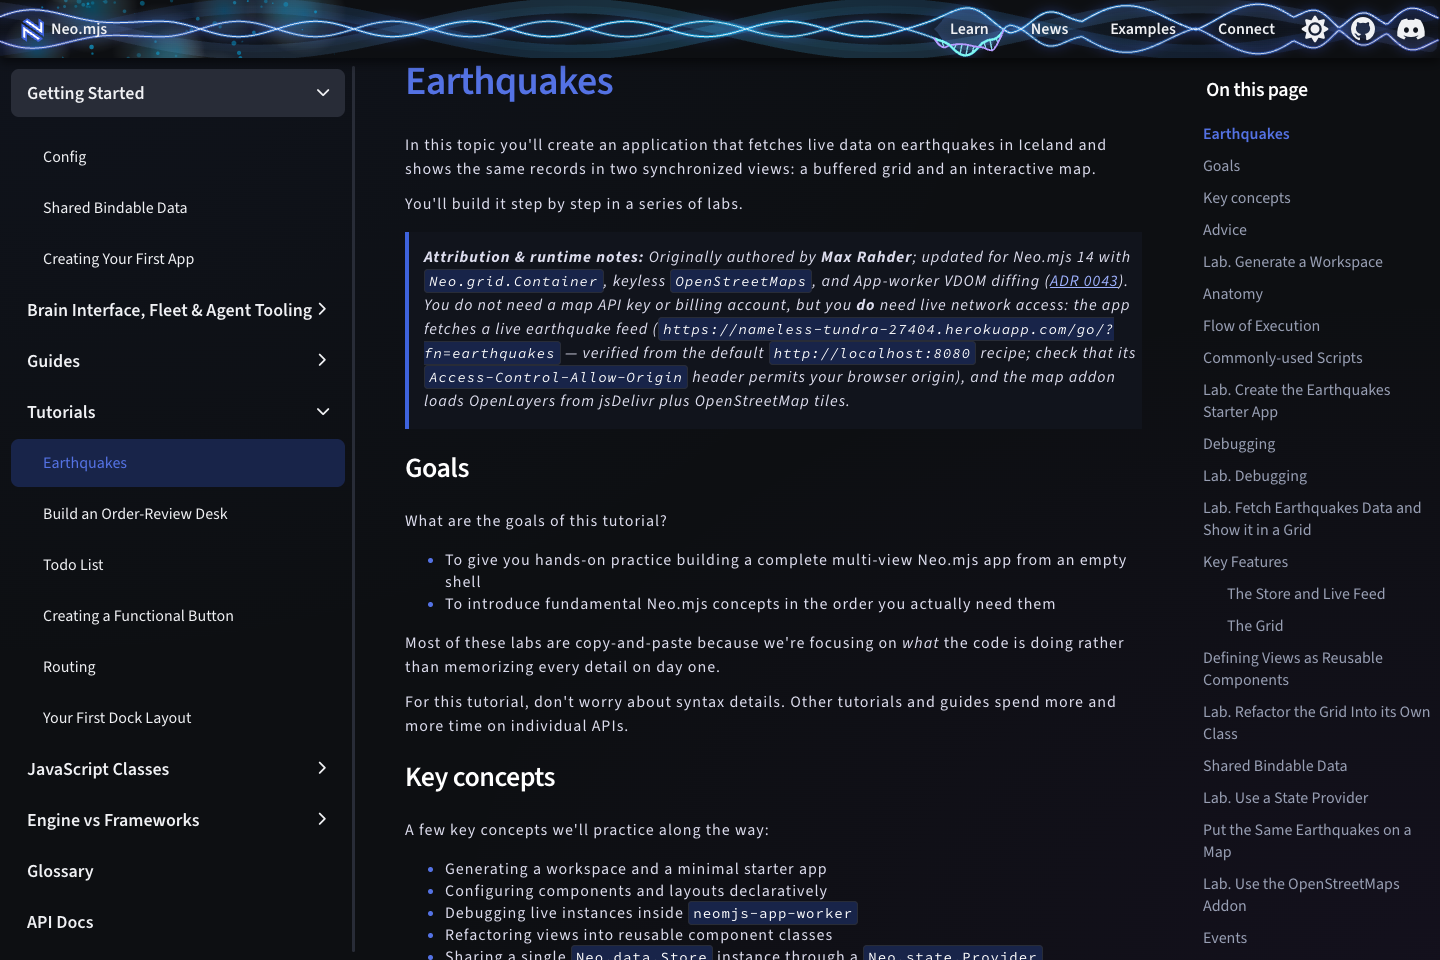 Neo.mjs
Learn
News
Examples
Connect
Getting Started
Config
Shared Bindable Data
Creating Your First App
Brain Interface, Fleet & Agent Tooling
Guides
Tutorials
Earthquakes
Build an Order-Review Desk
Todo List
Creating a Functional Button
Routing
Your First Dock Layout
JavaScript Classes
Engine vs Frameworks
Glossary
API Docs
Earthquakes
In this topic you'll create an application that fetches live data on earthquakes in Iceland and
shows the same records in two synchronized views: a buffered grid and an interactive map.
You'll build it step by step in a series of labs.
Attribution & runtime notes: Originally authored by Max Rahder; updated for Neo.mjs 14 with
Neo.grid.Container, keyless OpenStreetMaps, and App-worker VDOM diffing (ADR 0043).
You do not need a map API key or billing account, but you do need live network access: the app
fetches a live earthquake feed (https://nameless-tundra-27404.herokuapp.com/go/?
fn=earthquakes — verified from the default http://localhost:8080 recipe; check that its
Access-Control-Allow-Origin header permits your browser origin), and the map addon
loads OpenLayers from jsDelivr plus OpenStreetMap tiles.
Goals
What are the goals of this tutorial?
• To give you hands-on practice building a complete multi-view Neo.mjs app from an empty
shell
• To introduce fundamental Neo.mjs concepts in the order you actually need them
Most of these labs are copy-and-paste because we're focusing on what the code is doing rather
than memorizing every detail on day one.
For this tutorial, don't worry about syntax details. Other tutorials and guides spend more and
more time on individual APIs.
Key concepts
A few key concepts we'll practice along the way:
• Generating a workspace and a minimal starter app
• Configuring components and layouts declaratively
• Debugging live instances inside neomjs-app-worker
• Refactoring views into reusable component classes
• Sharing a single Neo.data.Store instance through a Neo.state.Provider
On this page
Earthquakes
Goals
Key concepts
Advice
Lab. Generate a Workspace
Anatomy
Flow of Execution
Commonly-used Scripts
Lab. Create the Earthquakes
Starter App
Debugging
Lab. Debugging
Lab. Fetch Earthquakes Data and
Show it in a Grid
Key Features
The Store and Live Feed
The Grid
Defining Views as Reusable
Components
Lab. Refactor the Grid Into its Own
Class
Shared Bindable Data
Lab. Use a State Provider
Put the Same Earthquakes on a
Map
Lab. Use the OpenStreetMaps
Addon
Events